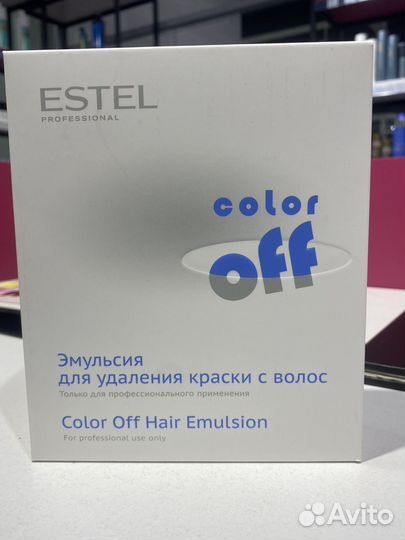 ESTEL
PROFESSIONAL
color
off
Эмульсия
для удаления краски с волос
Только для профессионального применения
Color Off Hair Emulsion
For professional use only
Avito